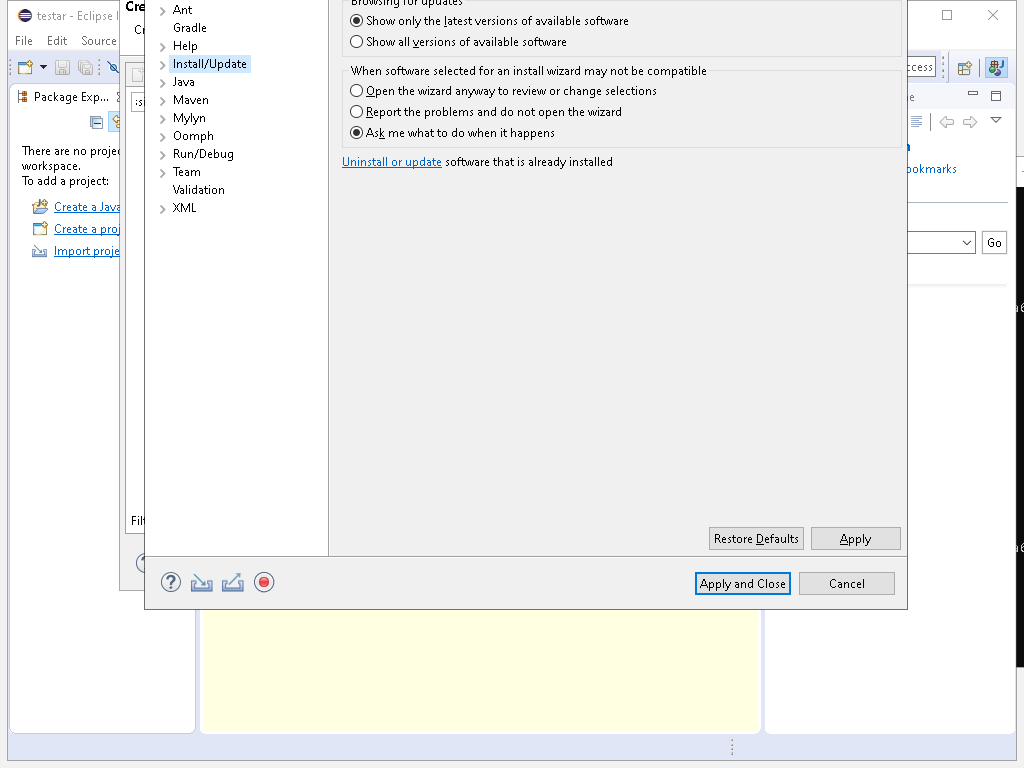 testar - Eclipse I
File Edit Source
Package Exp...
There are no projec
workspace.
To add a project:
Create a Java
Create a proj
Import proje
Cre
Cr
:si
Filt
Ant
Gradle
Help
Install/Update
Java
Maven
Mylyn
Oomph
Run/Debug
Team
Validation
XML
Browsing for updates
Show only the latest versions of available software
Show all versions of available software
When software selected for an install wizard may not be compatible
Open the wizard anyway to review or change selections
Report the problems and do not open the wizard
Ask me what to do when it happens
Uninstall or update software that is already installed
Restore Defaults Apply
Apply and Close Cancel
ccess
ookmarks
Go